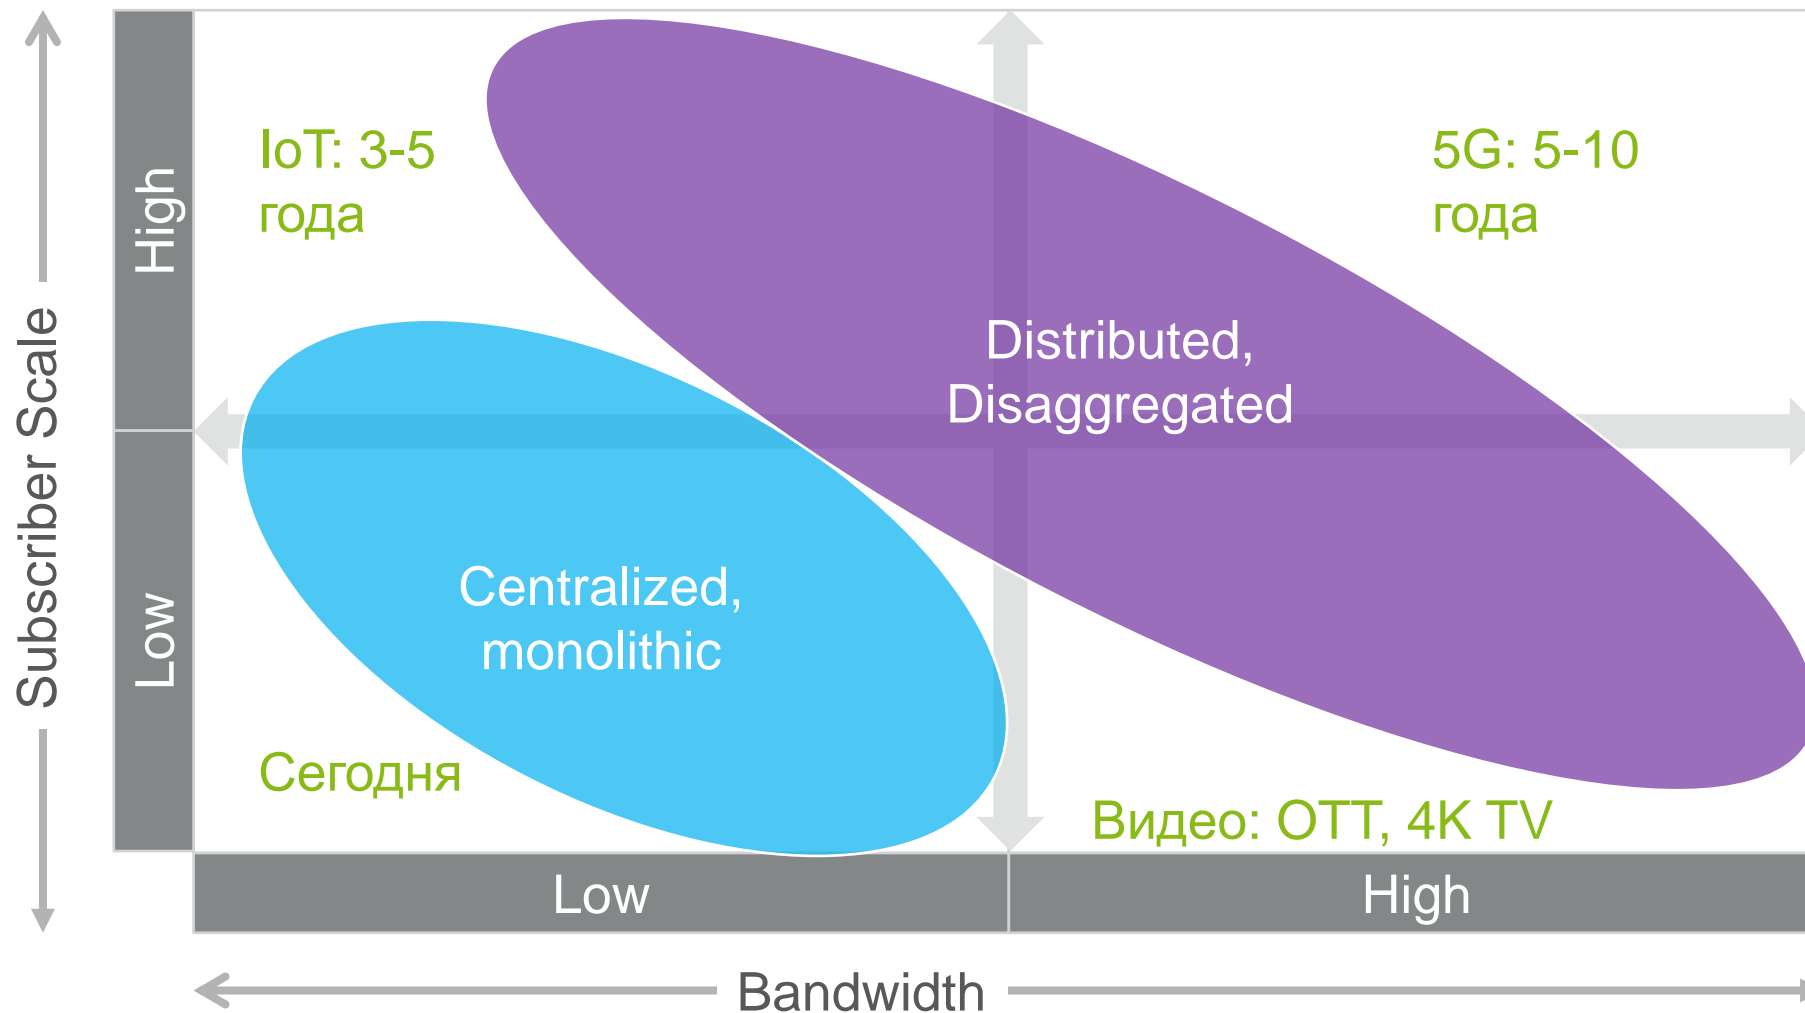 IoT: 3-5
года
5G: 5-10
года
High
Distributed,
Disaggregated
Subscriber Scale
Centralized,
monolithic
Low
Сегодня
Видео: ОТТ, 4K TV
Low
High
Bandwidth